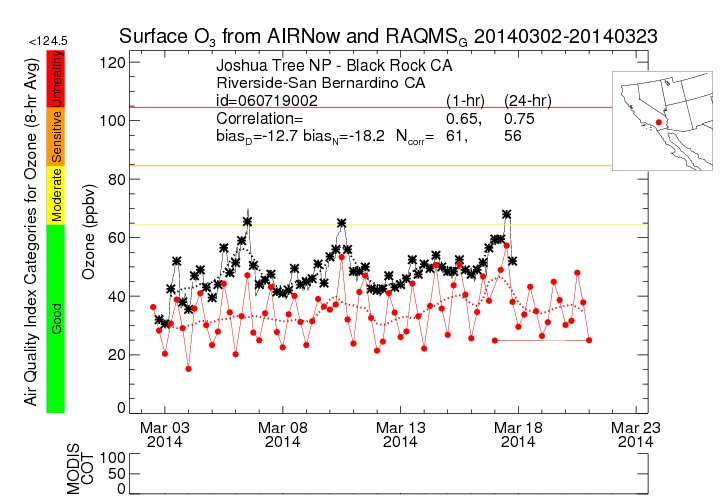 Surface O3 from AIRNow and RAQMSG 20140302-20140323
<124.5
Joshua Tree NP - Black Rock CA
Riverside-San Bernardino CA
id=060719002 (1-hr) (24-hr)
Correlation= 0.65, 0.75
biasD=-12.7 biasN=-18.2 Ncorr= 61, 56
Air Quality Index Categories for Ozone (8-hr Avg)
Unhealthy
Sensitive
Moderate
Good
Ozone (ppbv)
120
100
80
60
40
20
0
Mar 03 Mar 08 Mar 13 Mar 18 Mar 23
2014 2014 2014 2014 2014
MODIS
COT
100
50
0